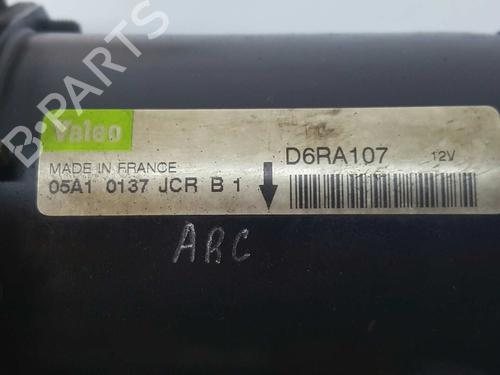 B-PARTS
Valeo
MADE IN FRANCE
05A1 0137 JCR B 1
D6RA107 12V
ARC